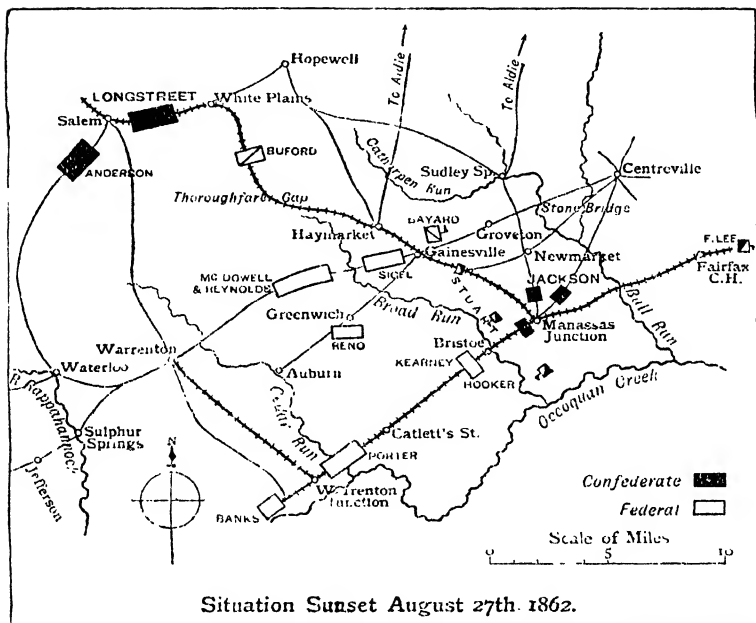 Hopewell
To Aldie
To Aldie
LONGSTREET
White Plains
Salem
BUFORD
ANDERSON
Catharpen Run
Sudley Sp.
Centreville
Thoroughfare Gap
Stone Bridge
BAYARD
Haymarket
Groveton
F. LEE
Gainesville
Newmarket
Fairfax
C.H.
MC DOWELL
& REYNOLDS
SIGEL
JACKSON
STUART
Bull Run
Greenwich
Broad Run
Manassas
Junction
RENO
Bristoe
Warrenton
KEARNEY
Waterloo
Auburn
HOOKER
R. Rappahannock
Occoquan Creek
Cedar Run
Sulphur
Springs
Catlett's St.
N
Jefferson
PORTER
Confederate
Warrenton
Junction
Federal
BANKS
Scale of Miles
0 5 10
Situation Sunset August 27th. 1862.